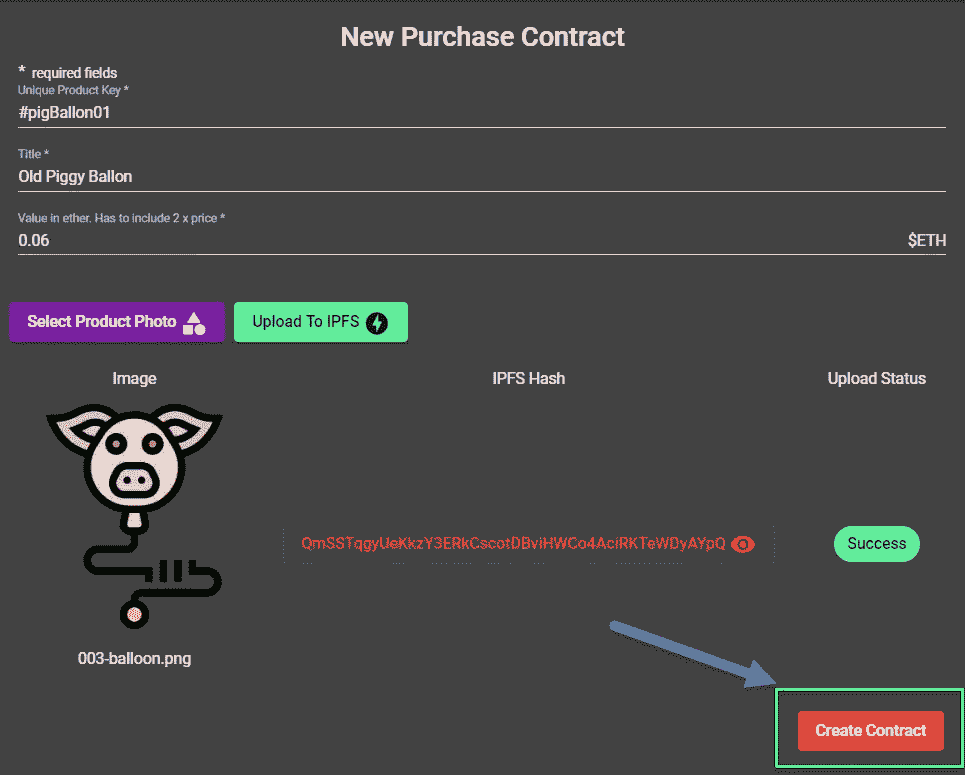 New Purchase Contract
* required fields
Unique Product Key *
#pigBallon01
Title *
Old Piggy Ballon
Value in ether. Has to include 2 x price *
0.06 $ETH
Select Product Photo Upload To IPFS
Image IPFS Hash Upload Status
QmSSTqgyUeKkzY3ERkCscotDBviHWCo4AciRKTeWDyAYpQ Success
003-balloon.png
Create Contract